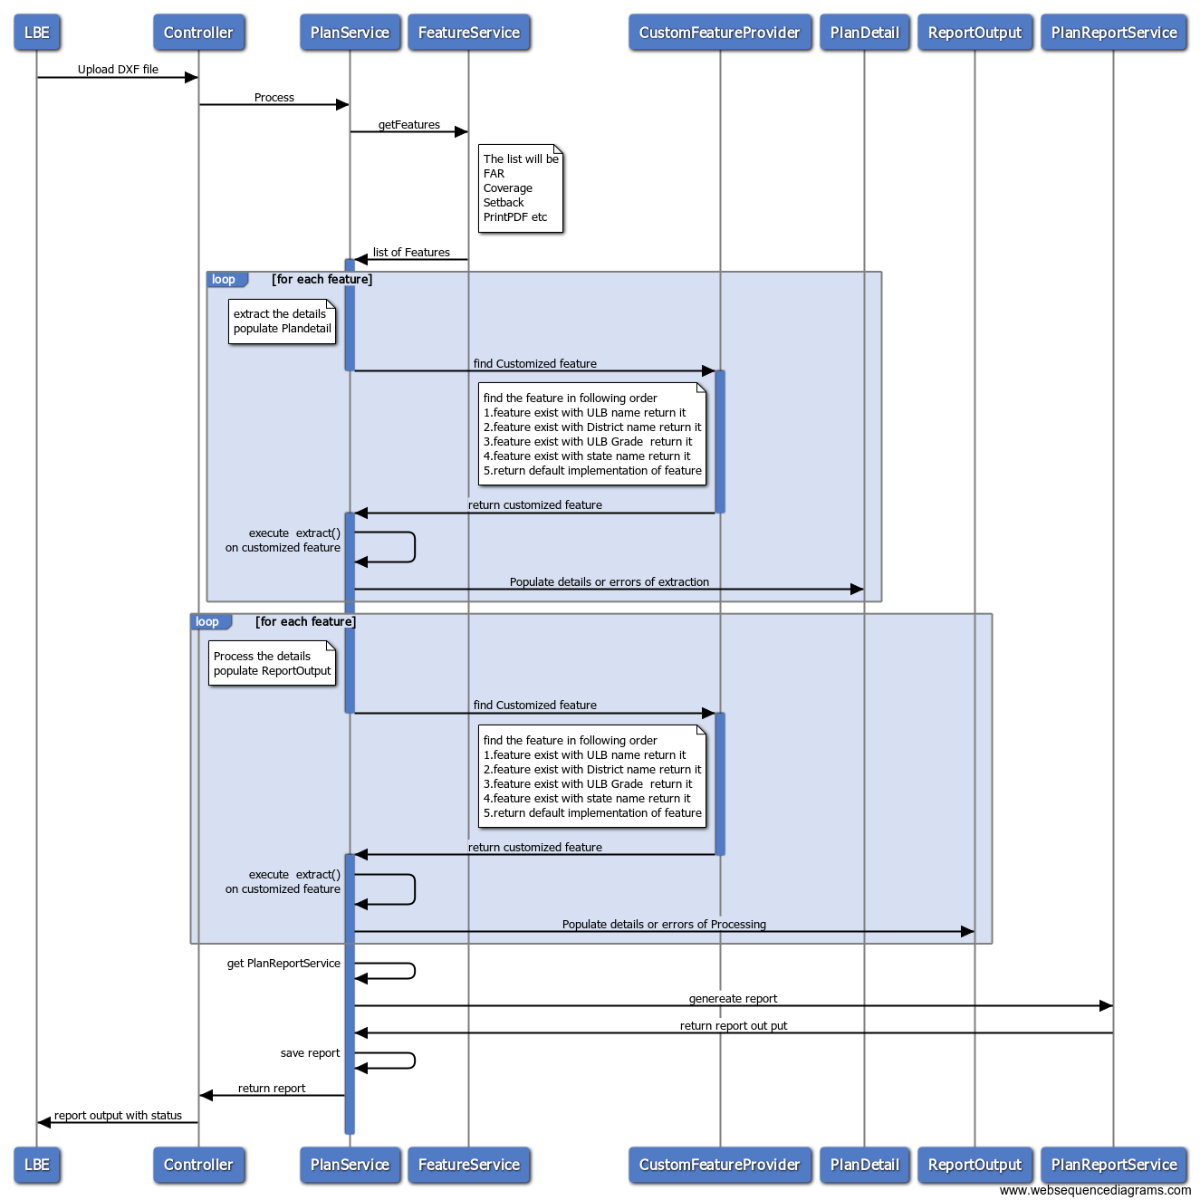 LBE Controller PlanService FeatureService CustomFeatureProvider PlanDetail ReportOutput PlanReportService
Upload DXF file
Process
getFeatures
The list will be
FAR
Coverage
Setback
PrintPDF etc
list of Features
loop [for each feature]
extract the details
populate Plandetail
find Customized feature
find the feature in following order
1.feature exist with ULB name return it
2.feature exist with District name return it
3.feature exist with ULB Grade  return it
4.feature exist with state name return it
5.return default implementation of feature
return customized feature
execute  extract()
on customized feature
Populate details or errors of extraction
loop [for each feature]
Process the details
populate ReportOutput
find Customized feature
find the feature in following order
1.feature exist with ULB name return it
2.feature exist with District name return it
3.feature exist with ULB Grade  return it
4.feature exist with state name return it
5.return default implementation of feature
return customized feature
execute  extract()
on customized feature
Populate details or errors of Processing
get PlanReportService
genereate report
return report out put
save report
return report
report output with status
LBE Controller PlanService FeatureService CustomFeatureProvider PlanDetail ReportOutput PlanReportService
www.websequencediagrams.com